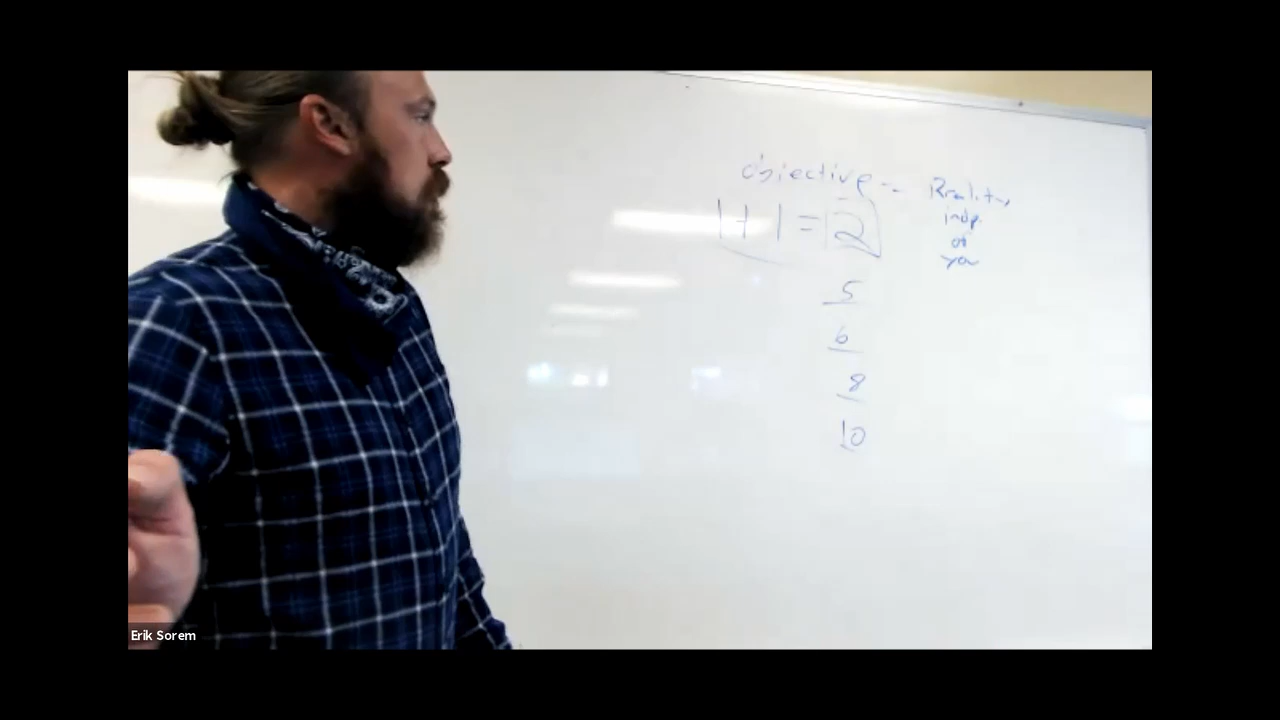 objective -- Reality
indp.
of
you
1 + 1 = 2
5
6
8
10
Erik Sorem